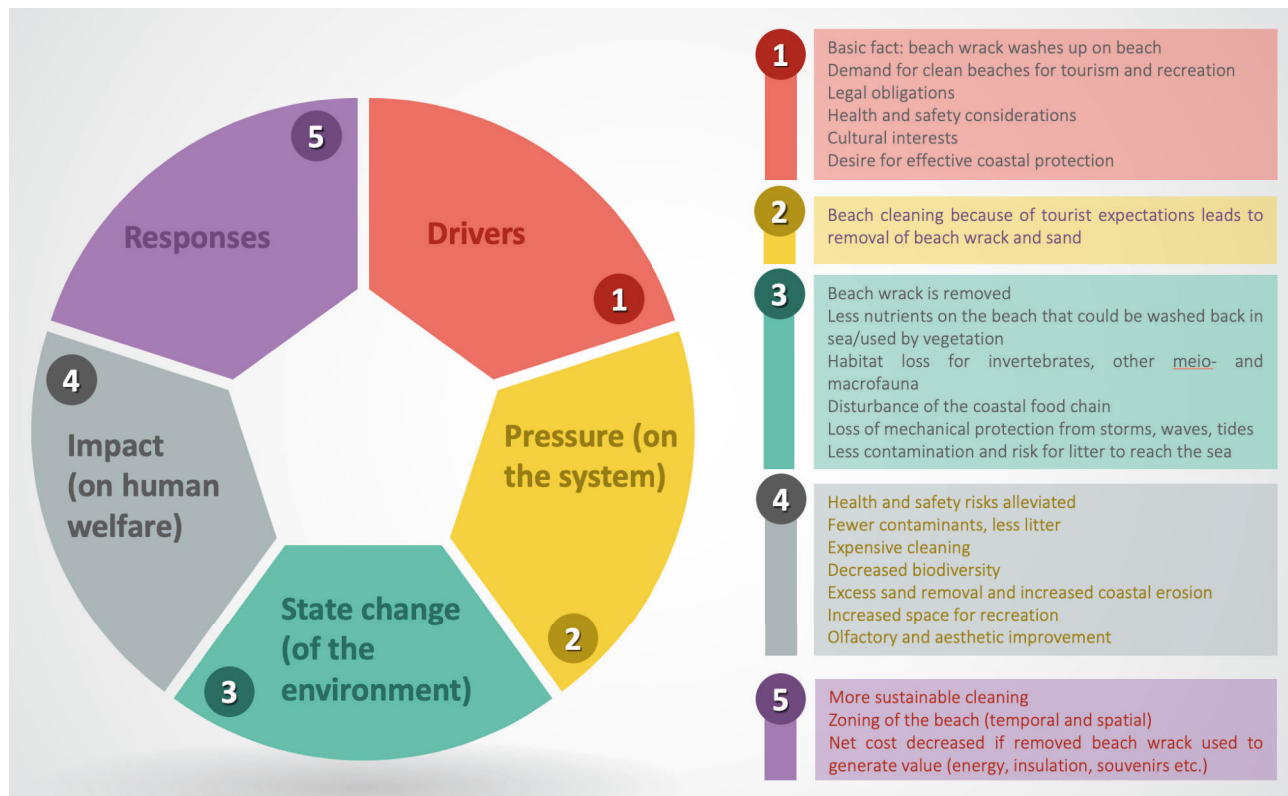 5
Responses
Drivers
1
4
Impact
(on human
welfare)
Pressure (on
the system)
2
State change
(of the
environment)
3
1
Basic fact: beach wrack washes up on beach
Demand for clean beaches for tourism and recreation
Legal obligations
Health and safety considerations
Cultural interests
Desire for effective coastal protection
2
Beach cleaning because of tourist expectations leads to
removal of beach wrack and sand
3
Beach wrack is removed
Less nutrients on the beach that could be washed back in
sea/used by vegetation
Habitat loss for invertebrates, other meio- and
macrofauna
Disturbance of the coastal food chain
Loss of mechanical protection from storms, waves, tides
Less contamination and risk for litter to reach the sea
4
Health and safety risks alleviated
Fewer contaminants, less litter
Expensive cleaning
Decreased biodiversity
Excess sand removal and increased coastal erosion
Increased space for recreation
Olfactory and aesthetic improvement
5
More sustainable cleaning
Zoning of the beach (temporal and spatial)
Net cost decreased if removed beach wrack used to
generate value (energy, insulation, souvenirs etc.)